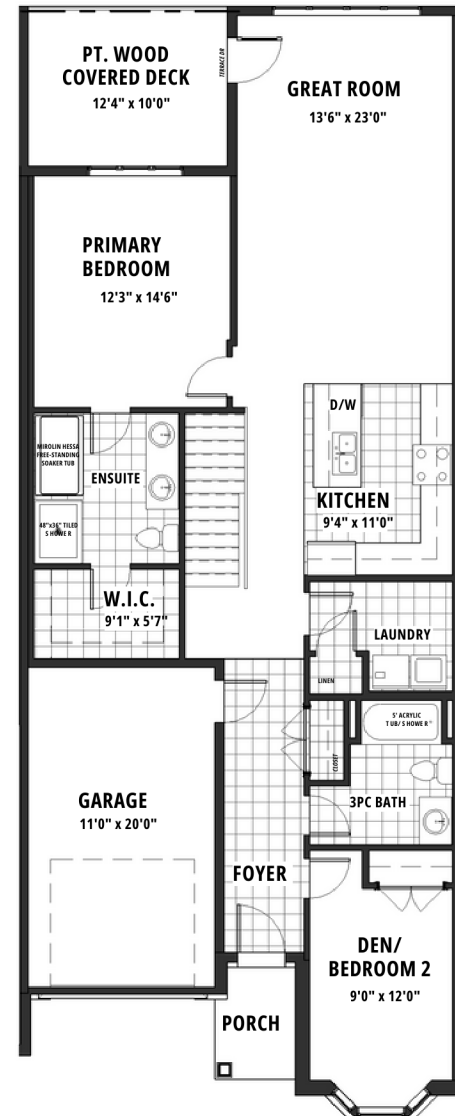 PT. WOOD
COVERED DECK
12'4" x 10'0"
TERRACE DR
GREAT ROOM
13'6" x 23'0"
PRIMARY
BEDROOM
12'3" x 14'6"
D/W
MIROLIN HESSA
FREE-STANDING
SOAKER TUB
ENSUITE
48"x36" TILED
SHOWER
KITCHEN
9'4" x 11'0"
W.I.C.
9'1" x 5'7"
LAUNDRY
LINEN
5' ACRYLIC
TUB/SHOWER
CLOSET
GARAGE
11'0" x 20'0"
3PC BATH
FOYER
DEN/
BEDROOM 2
9'0" x 12'0"
PORCH